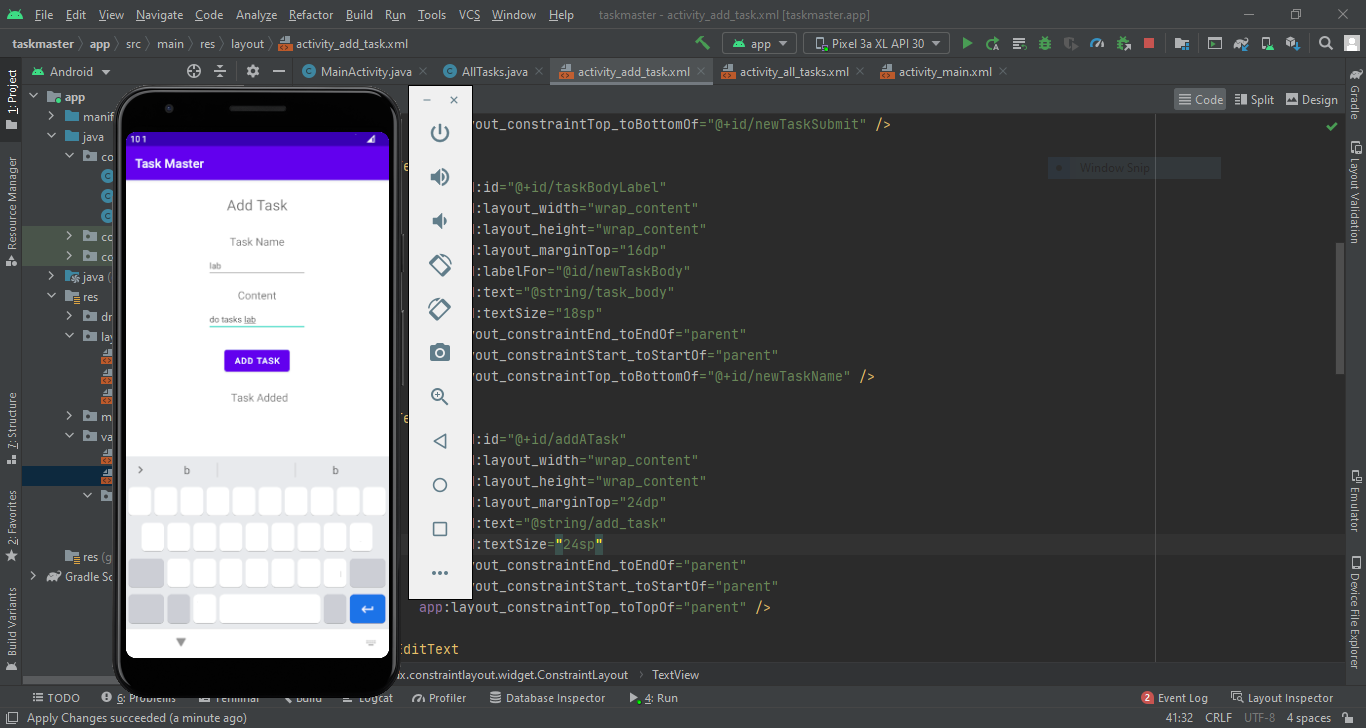 File Edit View Navigate Code Analyze Refactor Build Run Tools VCS Window Help taskmaster - activity_add_task.xml [taskmaster.app]
taskmaster app src main res layout activity_add_task.xml app Pixel 3a XL API 30
Android MainActivity.java AllTasks.java activity_add_task.xml activity_all_tasks.xml activity_main.xml
Code Split Design
1: Project
Resource Manager
7: Structure
2: Favorites
Build Variants
app
manif
java
co
co
co
java (
res
dr
lay
m
va
res (g
Gradle Sc
10 1
Task Master
Add Task
Task Name
lab
Content
do tasks lab
ADD TASK
Task Added
b b
yout_constraintTop_toBottomOf="@+id/newTaskSubmit" />
Window Snip
:id="@+id/taskBodyLabel"
:layout_width="wrap_content"
:layout_height="wrap_content"
:layout_marginTop="16dp"
:labelFor="@id/newTaskBody"
:text="@string/task_body"
:textSize="18sp"
yout_constraintEnd_toEndOf="parent"
yout_constraintStart_toStartOf="parent"
yout_constraintTop_toBottomOf="@+id/newTaskName" />
:id="@+id/addATask"
:layout_width="wrap_content"
:layout_height="wrap_content"
:layout_marginTop="24dp"
:text="@string/add_task"
:textSize="24sp"
yout_constraintEnd_toEndOf="parent"
yout_constraintStart_toStartOf="parent"
app:layout_constraintTop_toTopOf="parent" />
EditText
x.constraintlayout.widget.ConstraintLayout TextView
Gradle
Layout Validation
Emulator
Device File Explorer
TODO 6: Problems Terminal Build Logcat Profiler Database Inspector 4: Run 2 Event Log Layout Inspector
Apply Changes succeeded (a minute ago) 41:32 CRLF UTF-8 4 spaces